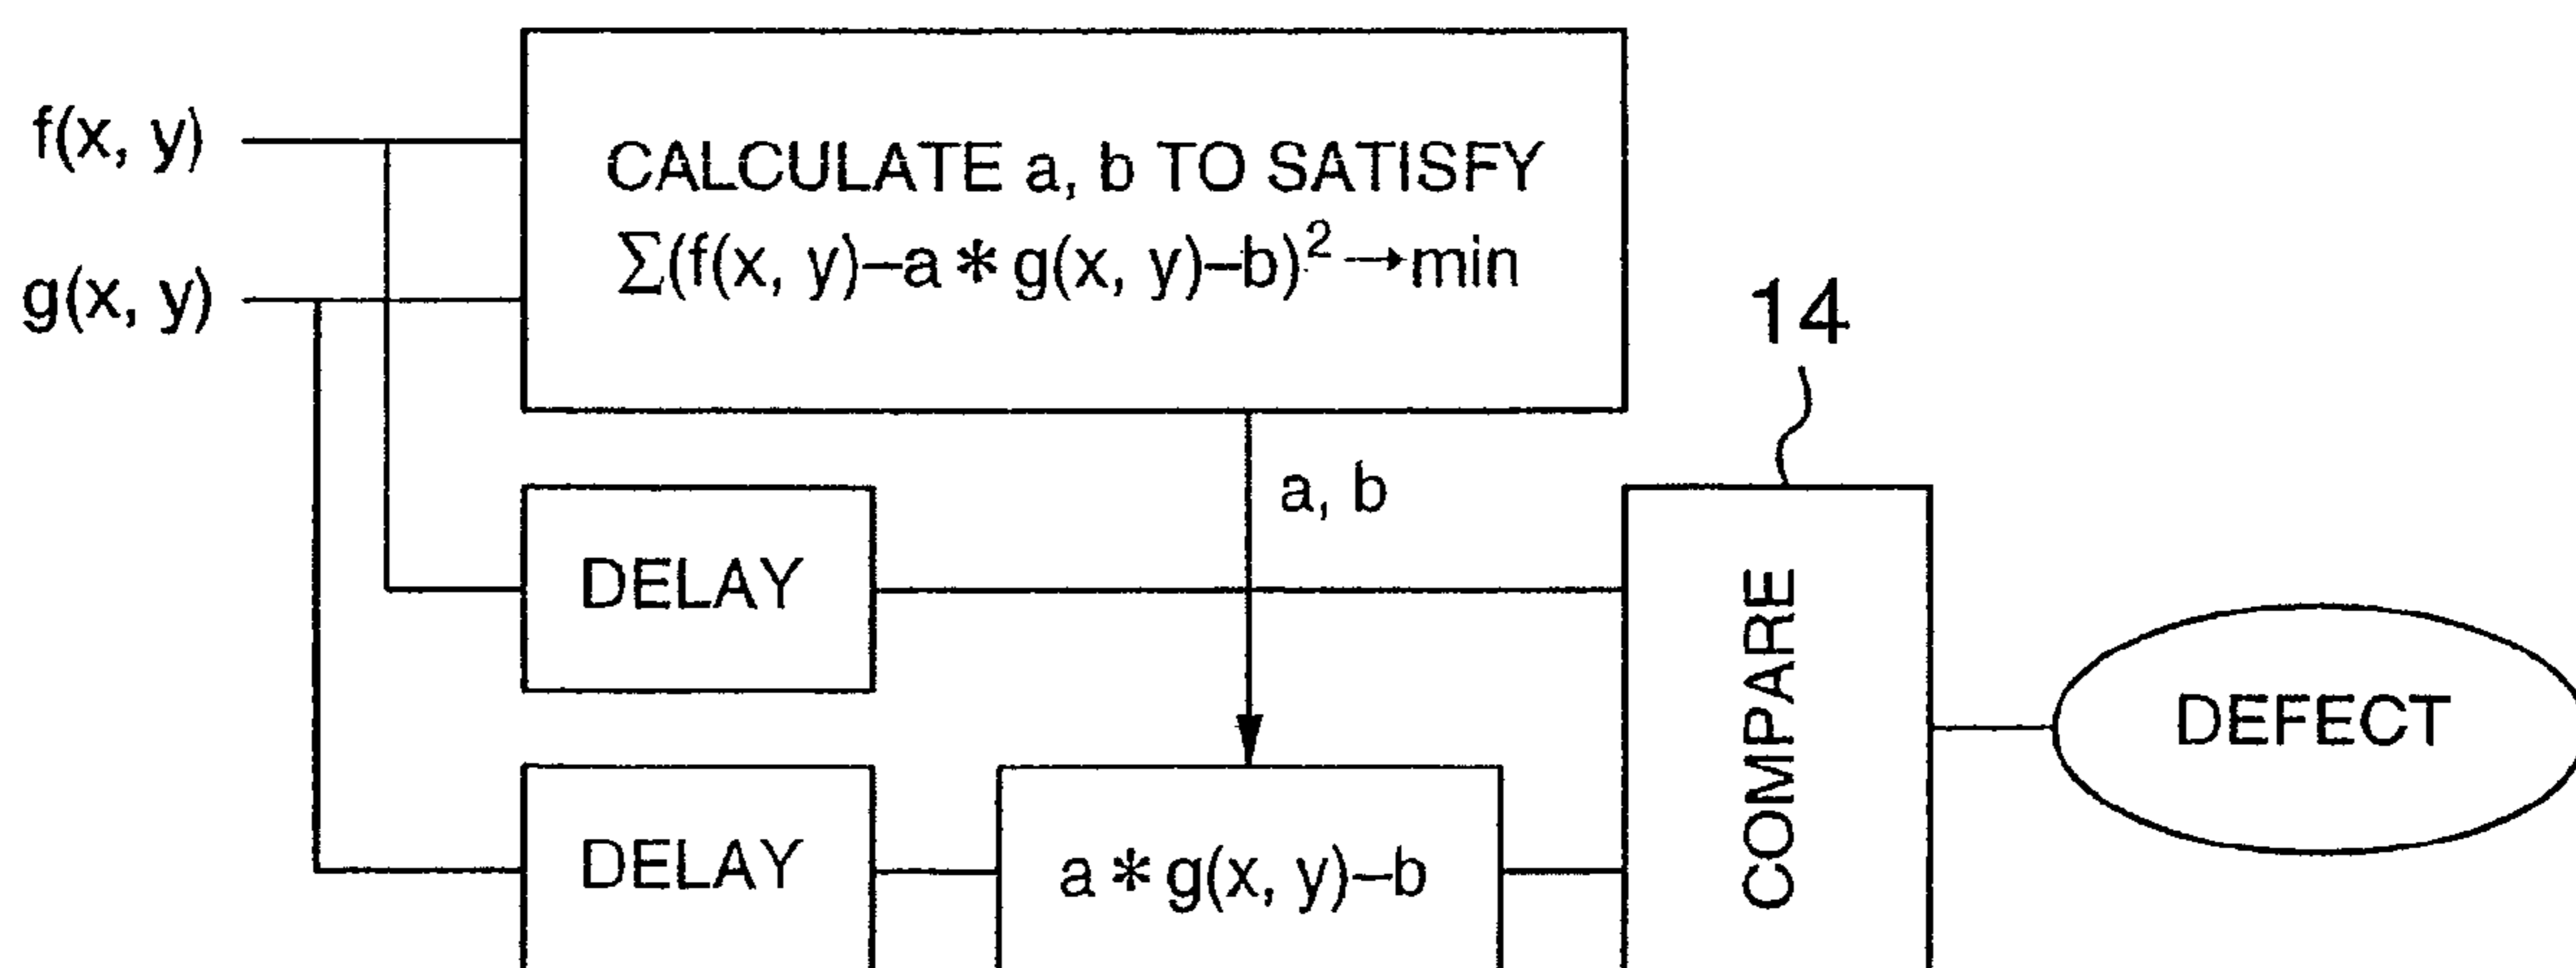 f(x, y)
g(x, y)
CALCULATE a, b TO SATISFY
Σ(f(x, y)–a * g(x, y)–b)²→min
14
a, b
DELAY
COMPARE
DEFECT
DELAY
a * g(x, y)–b